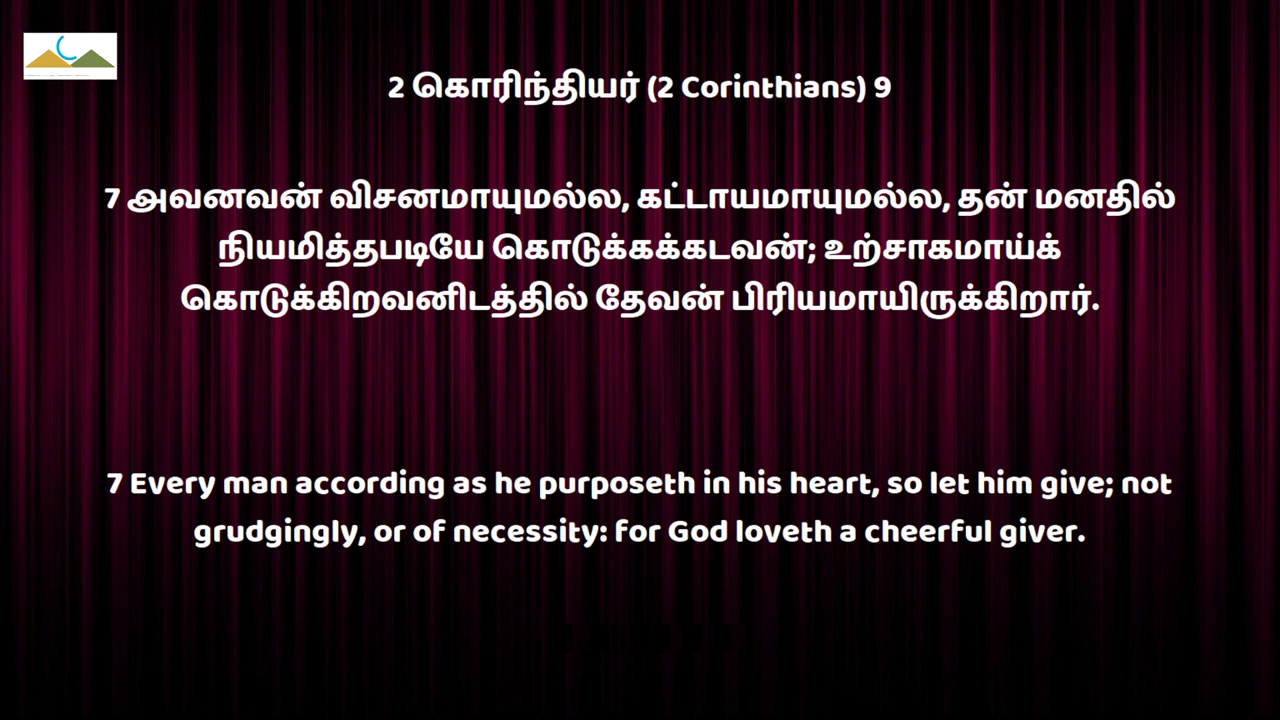 2 கொரிந்தியர் (2 Corinthians) 9
7 அவனவன் விசனமாயுமல்ல, கட்டாயமாயுமல்ல, தன் மனதில்
நியமித்தபடியே கொடுக்கக்கடவன்; உற்சாகமாய்க்
கொடுக்கிறவனிடத்தில் தேவன் பிரியமாயிருக்கிறார்.
7 Every man according as he purposeth in his heart, so let him give; not
grudgingly, or of necessity: for God loveth a cheerful giver.